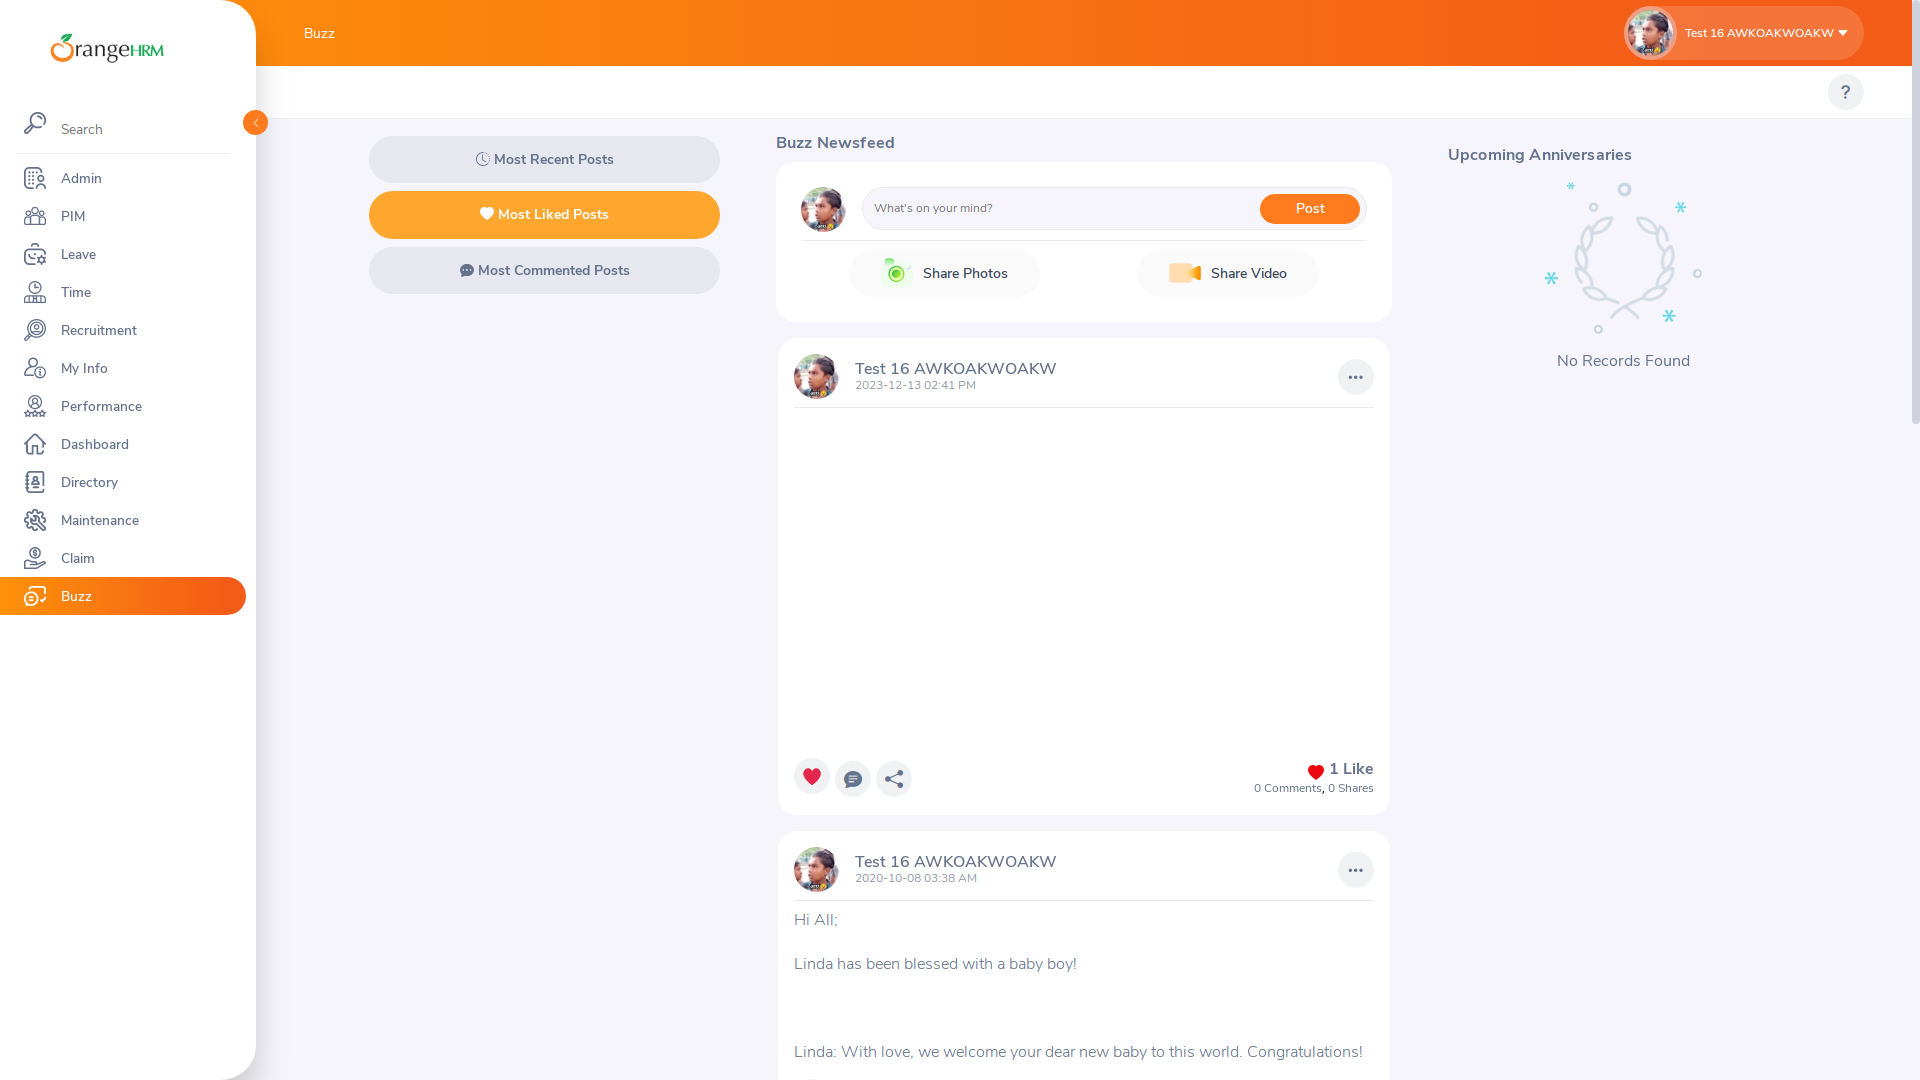 OrangeHRM
Search
Admin
PIM
Leave
Time
Recruitment
My Info
Performance
Dashboard
Directory
Maintenance
Claim
Buzz
Buzz
Test 16 AWKOAKWOAKW
?
Most Recent Posts
Most Liked Posts
Most Commented Posts
Buzz Newsfeed
What's on your mind?
Post
Share Photos
Share Video
Test 16 AWKOAKWOAKW
2023-12-13 02:41 PM
1 Like
0 Comments, 0 Shares
Test 16 AWKOAKWOAKW
2020-10-08 03:38 AM
Hi All;
Linda has been blessed with a baby boy!
Linda: With love, we welcome your dear new baby to this world. Congratulations!
Upcoming Anniversaries
No Records Found